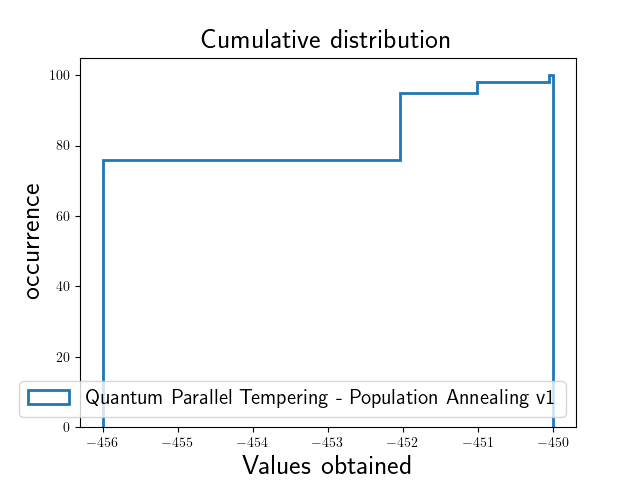 Cumulative distribution
100
80
60
40
20
0
occurrence
Quantum Parallel Tempering - Population Annealing v1
−456 −455 −454 −453 −452 −451 −450
Values obtained